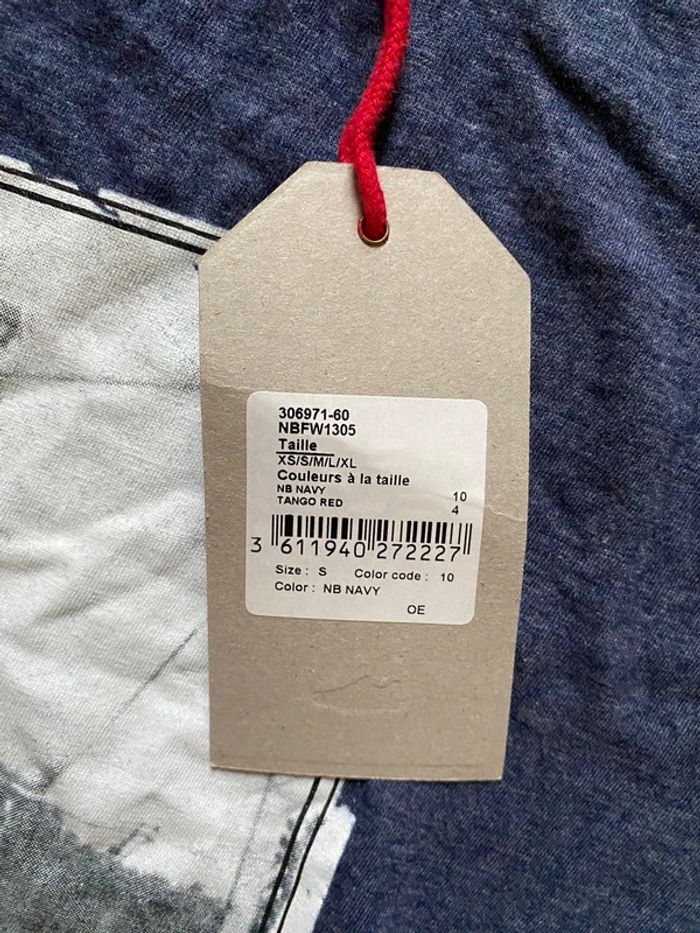 306971-60
NBFW1305
Taille
XS/S/M/L/XL
Couleurs à la taille
NB NAVY 10
TANGO RED 4
3 611940 272227
Size : S Color code : 10
Color : NB NAVY
OE